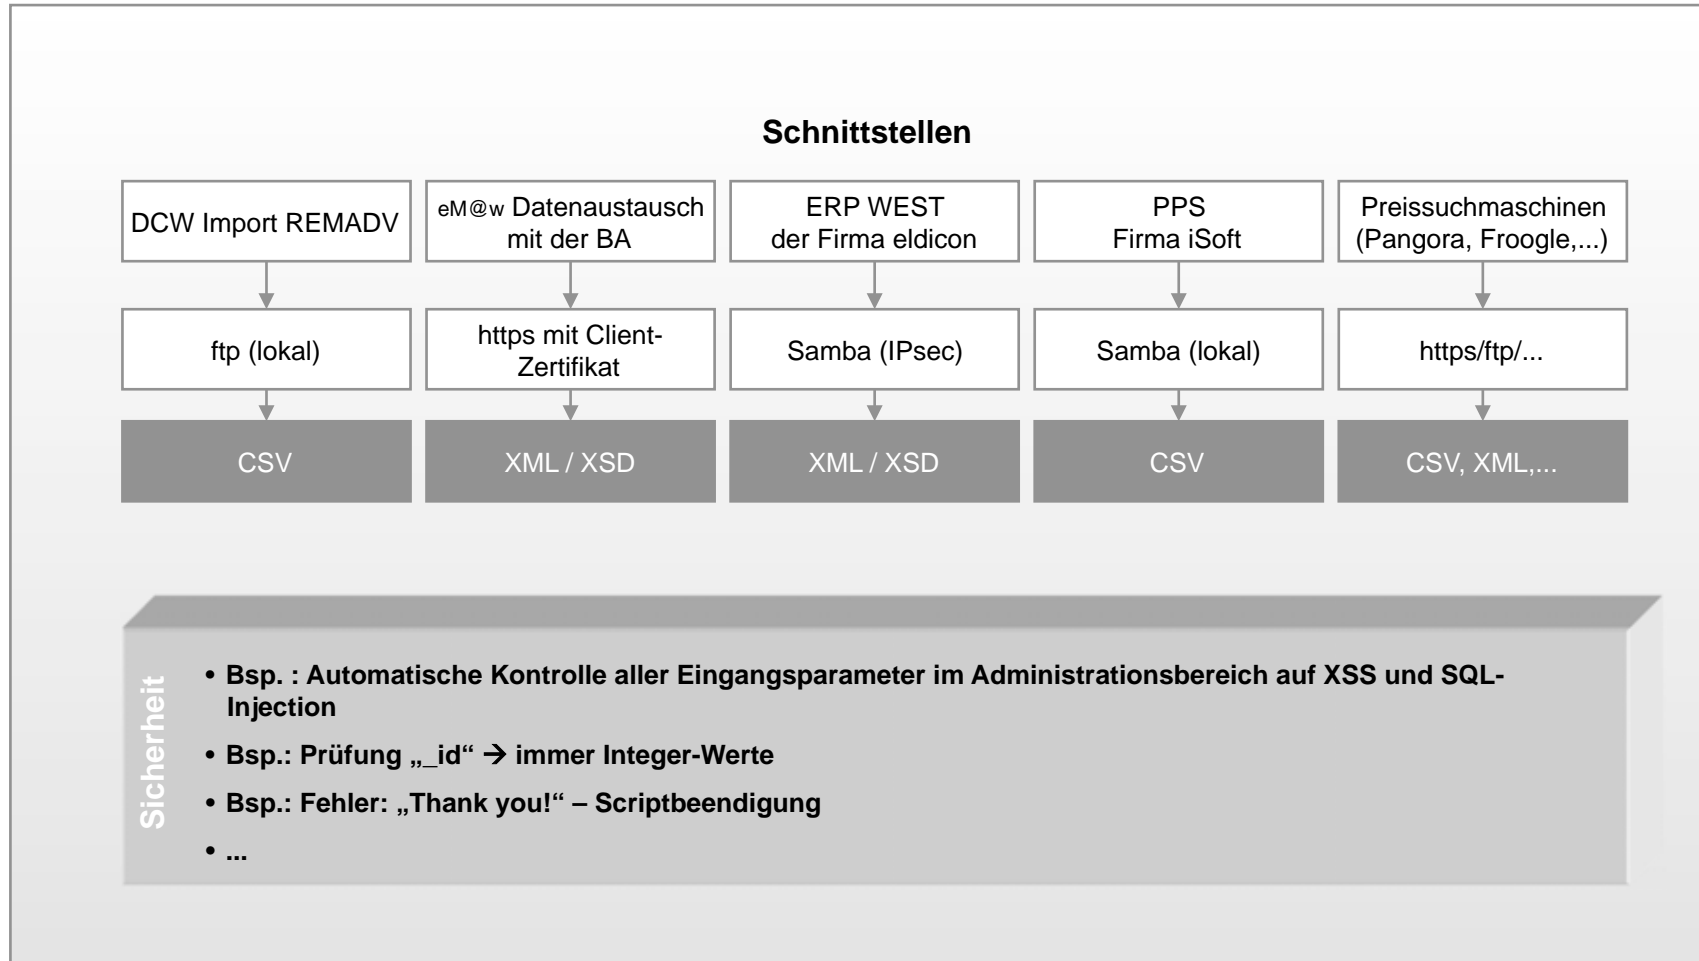 Schnittstellen
DCW Import REMADV
eM@w Datenaustausch
mit der BA
ERP WEST
der Firma eldicon
PPS
Firma iSoft
Preissuchmaschinen
(Pangora, Froogle,...)
ftp (lokal)
https mit Client-
Zertifikat
Samba (IPsec)
Samba (lokal)
https/ftp/...
CSV
XML / XSD
XML / XSD
CSV
CSV, XML,...
Sicherheit
• Bsp. : Automatische Kontrolle aller Eingangsparameter im Administrationsbereich auf XSS und SQL-
Injection
• Bsp.: Prüfung „_id“ → immer Integer-Werte
• Bsp.: Fehler: „Thank you!“ – Scriptbeendigung
• ...